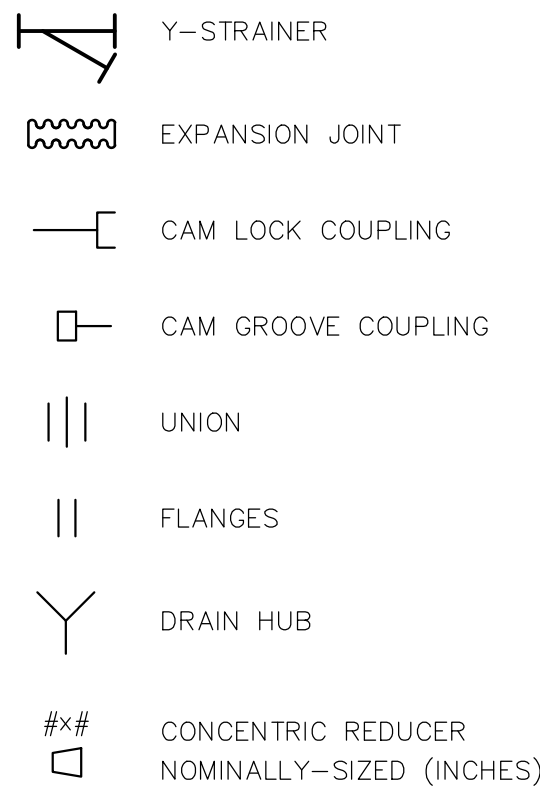 Y-STRAINER
EXPANSION JOINT
CAM LOCK COUPLING
CAM GROOVE COUPLING
UNION
FLANGES
DRAIN HUB
#x#
CONCENTRIC REDUCER
NOMINALLY-SIZED (INCHES)